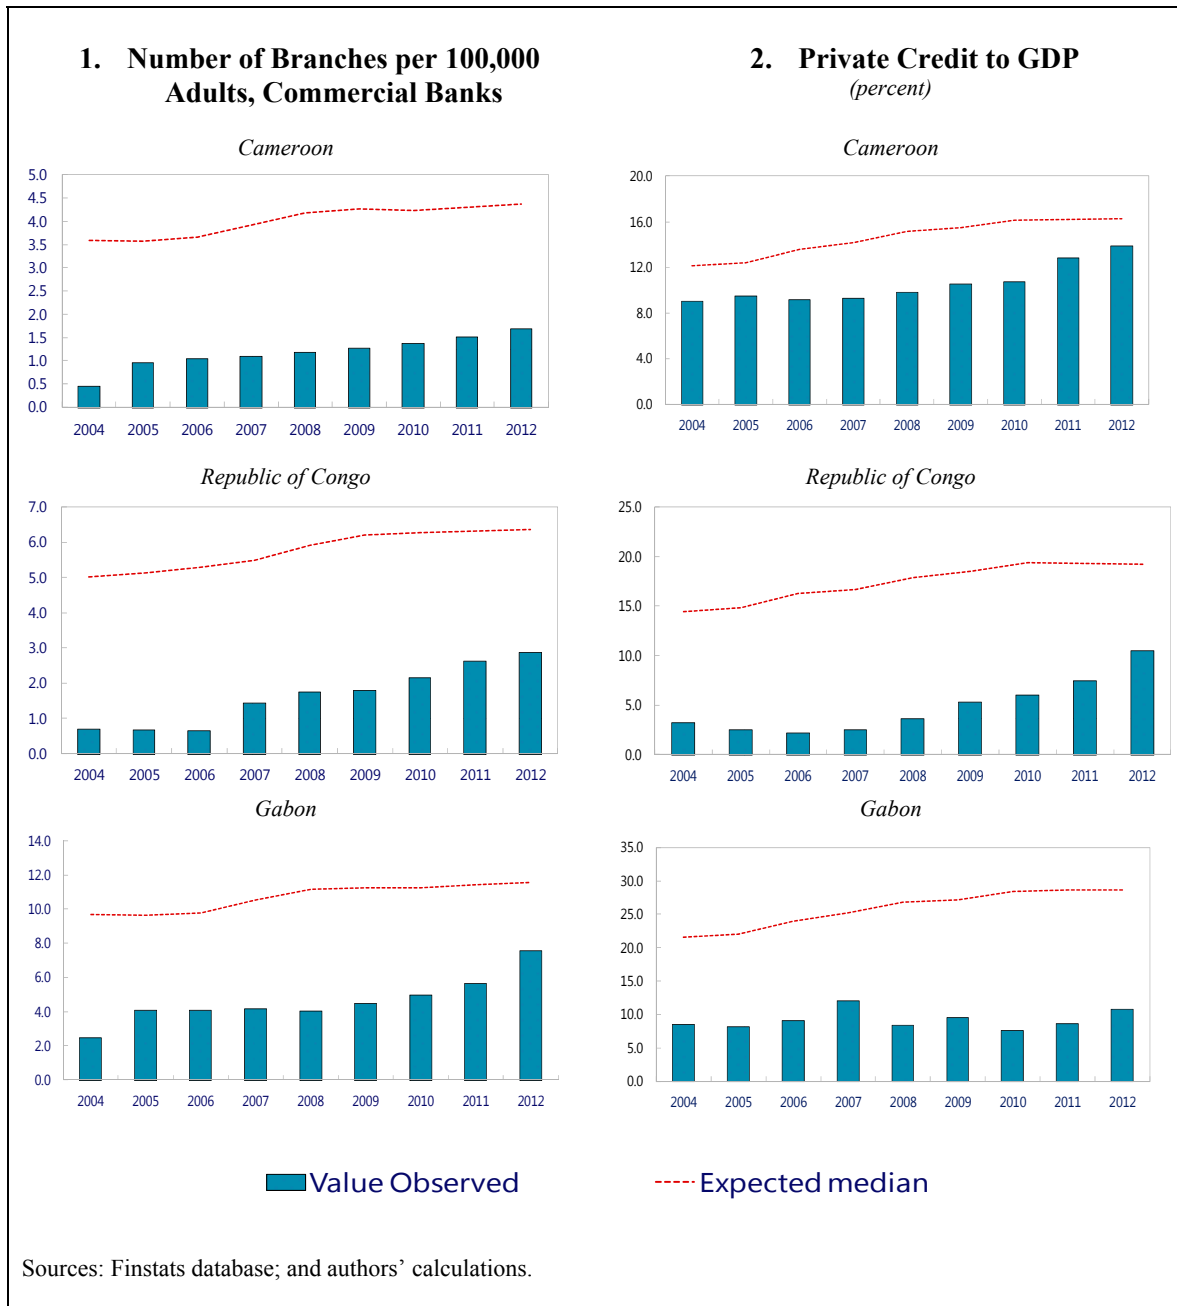 1. Number of Branches per 100,000
Adults, Commercial Banks
Cameroon
5.0
4.5
4.0
3.5
3.0
2.5
2.0
1.5
1.0
0.5
0.0
2004 2005 2006 2007 2008 2009 2010 2011 2012
Republic of Congo
7.0
6.0
5.0
4.0
3.0
2.0
1.0
0.0
2004 2005 2006 2007 2008 2009 2010 2011 2012
Gabon
14.0
12.0
10.0
8.0
6.0
4.0
2.0
0.0
2004 2005 2006 2007 2008 2009 2010 2011 2012
2. Private Credit to GDP
(percent)
Cameroon
20.0
16.0
12.0
8.0
4.0
0.0
2004 2005 2006 2007 2008 2009 2010 2011 2012
Republic of Congo
25.0
20.0
15.0
10.0
5.0
0.0
2004 2005 2006 2007 2008 2009 2010 2011 2012
Gabon
35.0
30.0
25.0
20.0
15.0
10.0
5.0
0.0
2004 2005 2006 2007 2008 2009 2010 2011 2012
Value Observed Expected median
Sources: Finstats database; and authors’ calculations.